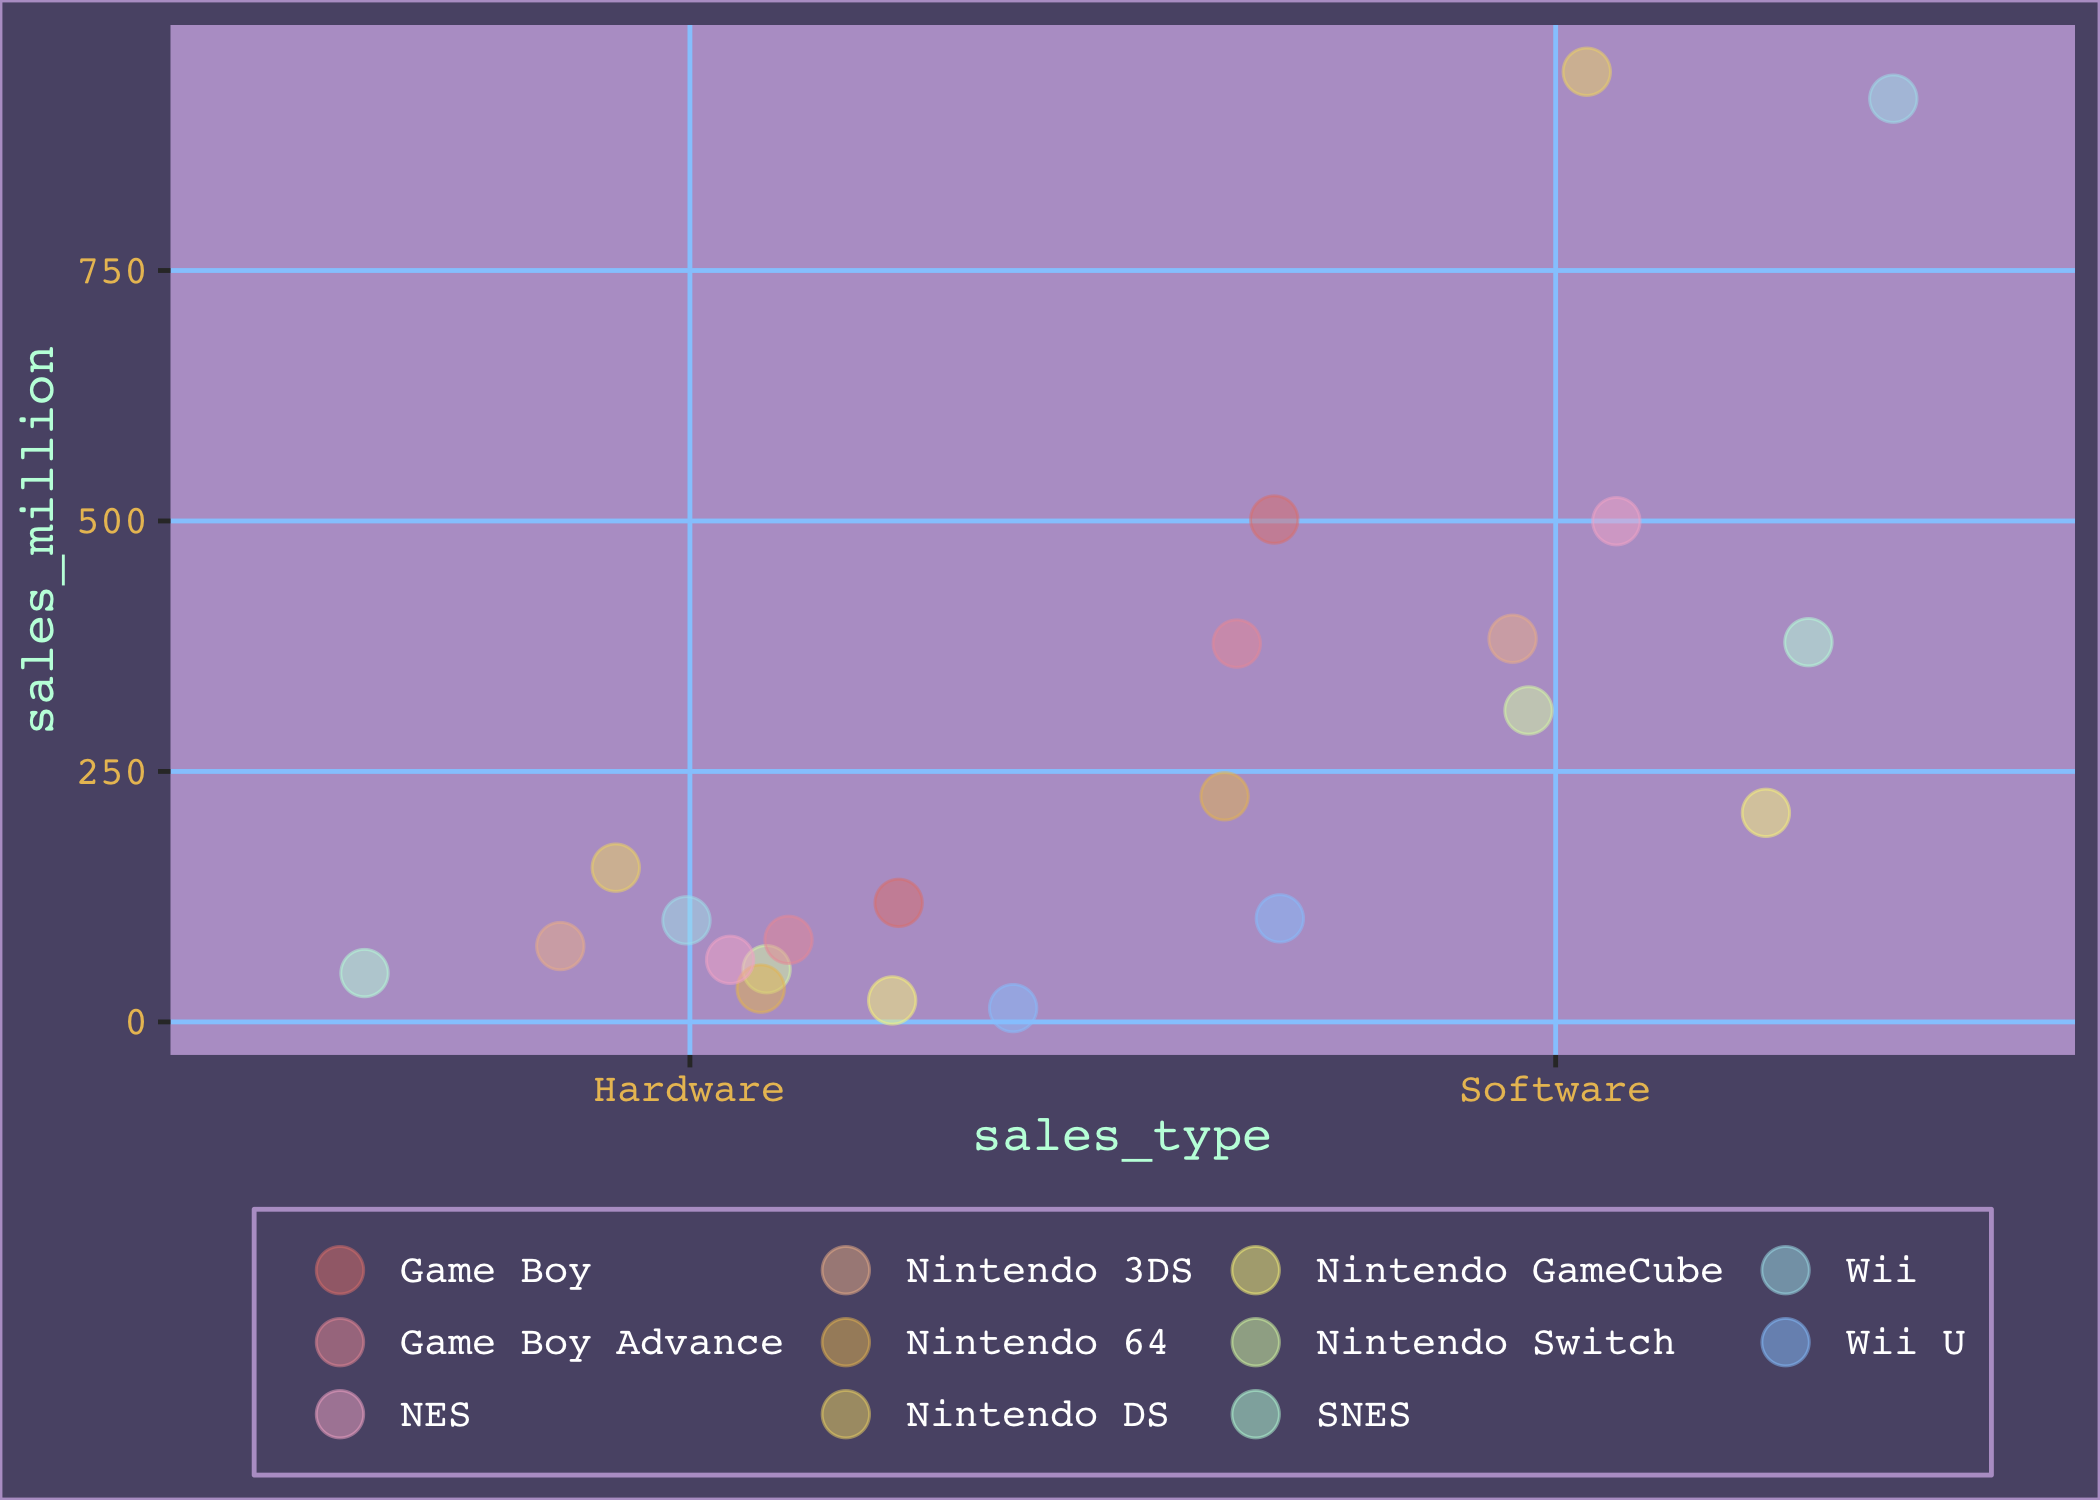 sales_million
750
500
250
0
Hardware Software
sales_type
Game Boy Nintendo 3DS Nintendo GameCube Wii
Game Boy Advance Nintendo 64 Nintendo Switch Wii U
NES Nintendo DS SNES